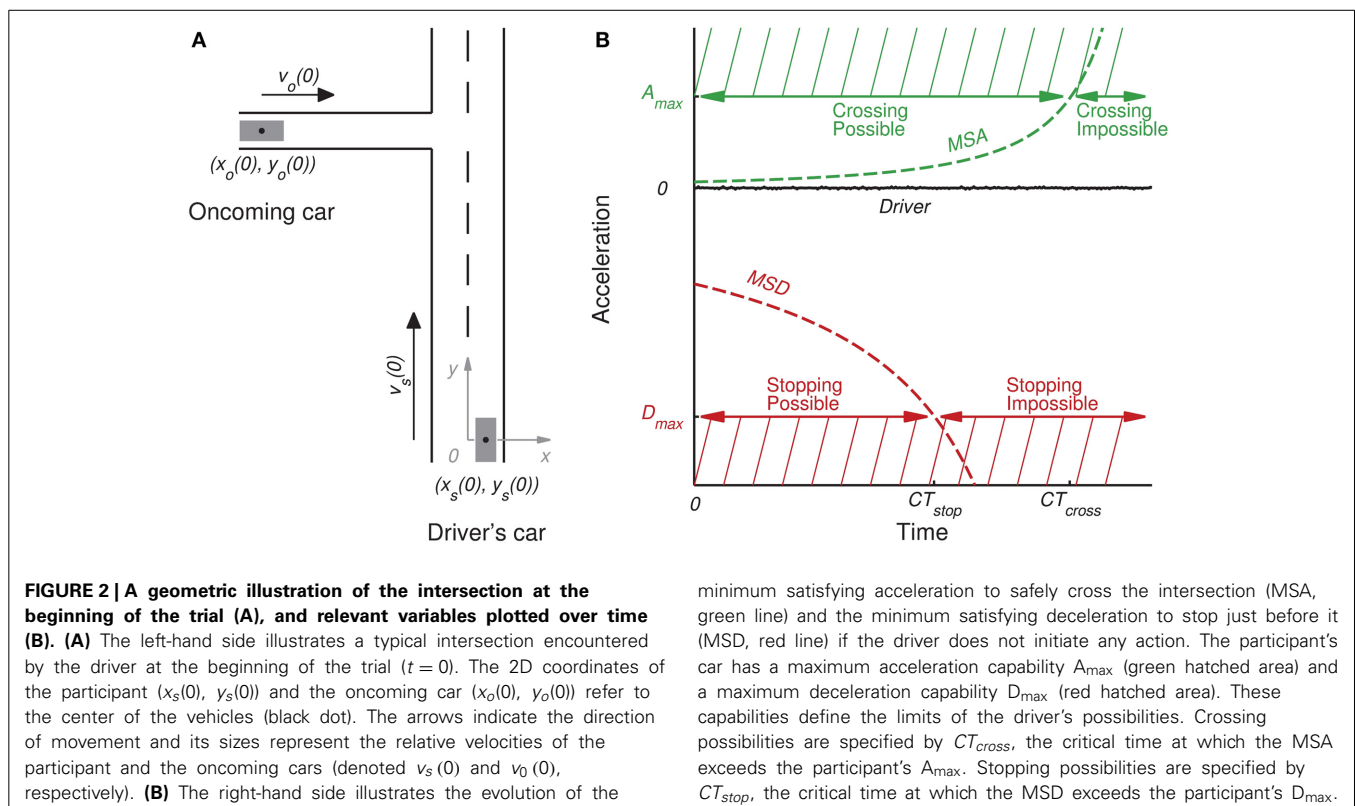 A
v_o(0)
(x_o(0), y_o(0))
Oncoming car
v_s(0)
y
0
x
(x_s(0), y_s(0))
Driver's car
B
Acceleration
A_max
Crossing
Possible
Crossing
Impossible
MSA
0
Driver
MSD
D_max
Stopping
Possible
Stopping
Impossible
0
CT_stop
CT_cross
Time
FIGURE 2 | A geometric illustration of the intersection at the
beginning of the trial (A), and relevant variables plotted over time
(B). (A) The left-hand side illustrates a typical intersection encountered
by the driver at the beginning of the trial (t = 0). The 2D coordinates of
the participant (x_s(0), y_s(0)) and the oncoming car (x_o(0), y_o(0)) refer to
the center of the vehicles (black dot). The arrows indicate the direction
of movement and its sizes represent the relative velocities of the
participant and the oncoming cars (denoted v_s (0) and v_0 (0),
respectively). (B) The right-hand side illustrates the evolution of the
minimum satisfying acceleration to safely cross the intersection (MSA,
green line) and the minimum satisfying deceleration to stop just before it
(MSD, red line) if the driver does not initiate any action. The participant's
car has a maximum acceleration capability A_max (green hatched area) and
a maximum deceleration capability D_max (red hatched area). These
capabilities define the limits of the driver's possibilities. Crossing
possibilities are specified by CT_cross, the critical time at which the MSA
exceeds the participant's A_max. Stopping possibilities are specified by
CT_stop, the critical time at which the MSD exceeds the participant's D_max.